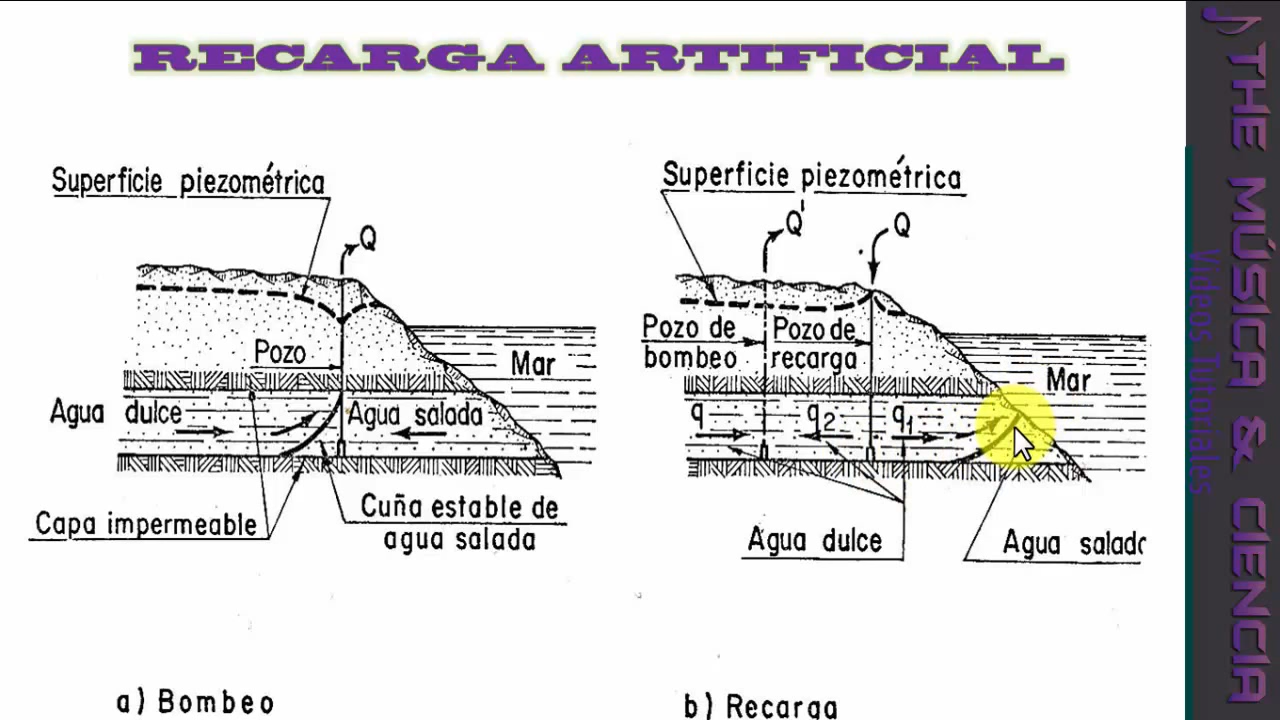 RECARGA ARTIFICIAL
Superficie piezométrica
Q
Pozo
Mar
Agua dulce
Agua salada
Capa impermeable
Cuña estable de
agua salada
a) Bombeo
Superficie piezométrica
Q'
Q
Pozo de
bombeo
Pozo de
recarga
Mar
q
q2
q1
Agua dulce
Agua salad
b) Recarga
THE MÚSICA & CIENCIA
Videos Tutoriales